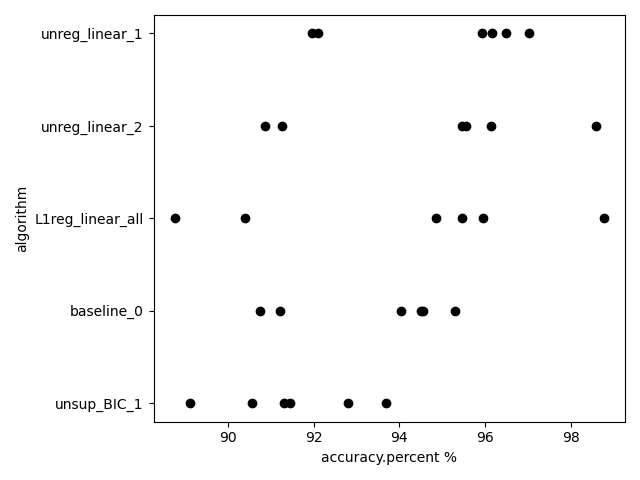 unreg_linear_1
unreg_linear_2
L1reg_linear_all
baseline_0
unsup_BIC_1
algorithm
90 92 94 96 98
accuracy.percent %